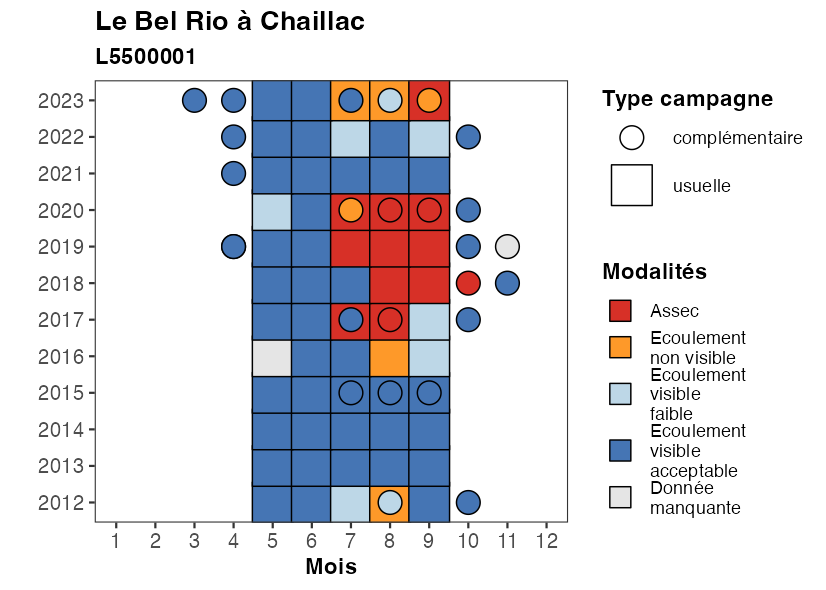 Le Bel Rio à Chaillac
L5500001
2023
2022
2021
2020
2019
2018
2017
2016
2015
2014
2013
2012
1 2 3 4 5 6 7 8 9 10 11 12
Mois
Type campagne
complémentaire
usuelle
Modalités
Assec
Ecoulement
non visible
Ecoulement
visible
faible
Ecoulement
visible
acceptable
Donnée
manquante